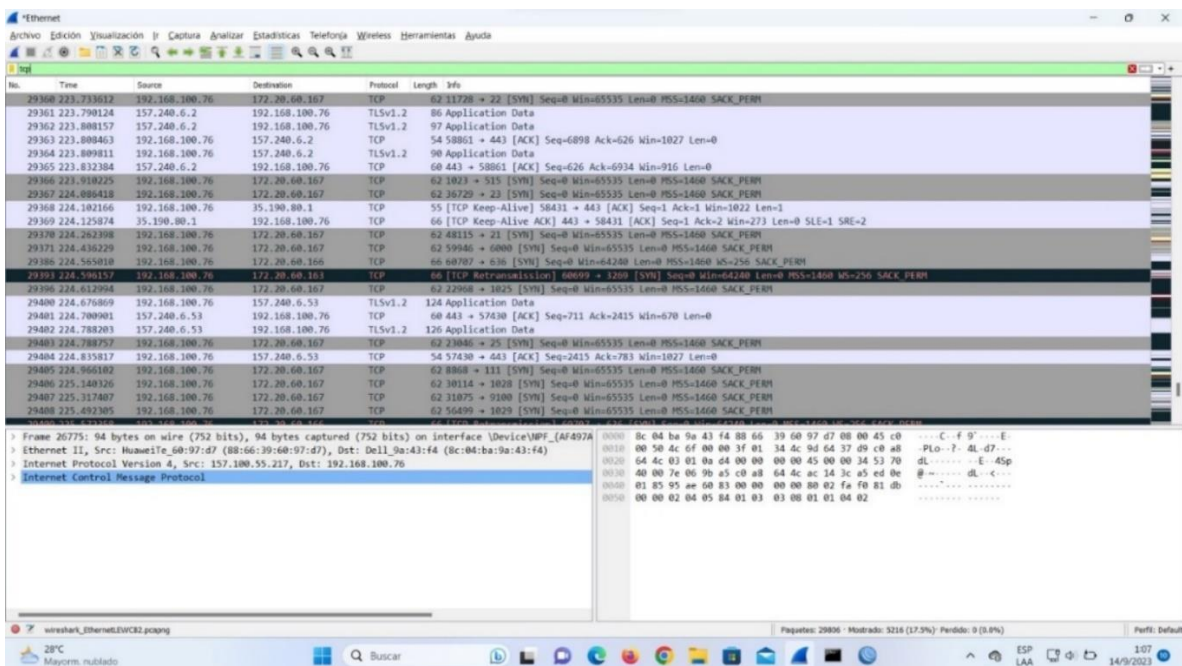 *Ethernet
Archivo Edición Visualización Ir Captura Analizar Estadísticas Telefonía Wireless Herramientas Ayuda
tcp
No. Time Source Destination Protocol Length Info
29360 223.733612 192.168.100.76 172.20.60.167 TCP 62 11728 → 22 [SYN] Seq=0 Win=65535 Len=0 MSS=1460 SACK_PERM
29361 223.790124 157.240.6.2 192.168.100.76 TLSv1.2 86 Application Data
29362 223.808157 157.240.6.2 192.168.100.76 TLSv1.2 97 Application Data
29363 223.808463 192.168.100.76 157.240.6.2 TCP 54 58861 → 443 [ACK] Seq=6898 Ack=626 Win=1027 Len=0
29364 223.809811 192.168.100.76 157.240.6.2 TLSv1.2 90 Application Data
29365 223.832384 157.240.6.2 192.168.100.76 TCP 60 443 → 58861 [ACK] Seq=626 Ack=6934 Win=916 Len=0
29366 223.910225 192.168.100.76 172.20.60.167 TCP 62 1023 → 515 [SYN] Seq=0 Win=65535 Len=0 MSS=1460 SACK_PERM
29367 224.086418 192.168.100.76 172.20.60.167 TCP 62 36729 → 23 [SYN] Seq=0 Win=65535 Len=0 MSS=1460 SACK_PERM
29368 224.102166 192.168.100.76 35.190.80.1 TCP 55 [TCP Keep-Alive] 58431 → 443 [ACK] Seq=1 Ack=1 Win=1022 Len=1
29369 224.125874 35.190.80.1 192.168.100.76 TCP 66 [TCP Keep-Alive ACK] 443 → 58431 [ACK] Seq=1 Ack=2 Win=273 Len=0 SLE=1 SRE=2
29370 224.262398 192.168.100.76 172.20.60.167 TCP 62 48115 → 21 [SYN] Seq=0 Win=65535 Len=0 MSS=1460 SACK_PERM
29371 224.436229 192.168.100.76 172.20.60.167 TCP 62 59946 → 6000 [SYN] Seq=0 Win=65535 Len=0 MSS=1460 SACK_PERM
29386 224.565010 192.168.100.76 172.20.60.166 TCP 66 60707 → 636 [SYN] Seq=0 Win=64240 Len=0 MSS=1460 WS=256 SACK_PERM
29393 224.596157 192.168.100.76 172.20.60.163 TCP 66 [TCP Retransmission] 60699 → 3269 [SYN] Seq=0 Win=64240 Len=0 MSS=1460 WS=256 SACK_PERM
29396 224.612994 192.168.100.76 172.20.60.167 TCP 62 22968 → 1025 [SYN] Seq=0 Win=65535 Len=0 MSS=1460 SACK_PERM
29400 224.676869 192.168.100.76 157.240.6.53 TLSv1.2 124 Application Data
29401 224.700901 157.240.6.53 192.168.100.76 TCP 60 443 → 57430 [ACK] Seq=711 Ack=2415 Win=670 Len=0
29402 224.788203 157.240.6.53 192.168.100.76 TLSv1.2 126 Application Data
29403 224.788757 192.168.100.76 172.20.60.167 TCP 62 23046 → 25 [SYN] Seq=0 Win=65535 Len=0 MSS=1460 SACK_PERM
29404 224.835817 192.168.100.76 157.240.6.53 TCP 54 57430 → 443 [ACK] Seq=2415 Ack=783 Win=1027 Len=0
29405 224.966102 192.168.100.76 172.20.60.167 TCP 62 8868 → 111 [SYN] Seq=0 Win=65535 Len=0 MSS=1460 SACK_PERM
29406 225.140326 192.168.100.76 172.20.60.167 TCP 62 30114 → 1028 [SYN] Seq=0 Win=65535 Len=0 MSS=1460 SACK_PERM
29407 225.317407 192.168.100.76 172.20.60.167 TCP 62 31075 → 9100 [SYN] Seq=0 Win=65535 Len=0 MSS=1460 SACK_PERM
29408 225.492305 192.168.100.76 172.20.60.167 TCP 62 56499 → 1029 [SYN] Seq=0 Win=65535 Len=0 MSS=1460 SACK_PERM
> Frame 26775: 94 bytes on wire (752 bits), 94 bytes captured (752 bits) on interface \Device\NPF_{AF497A
> Ethernet II, Src: HuaweiTe_60:97:d7 (88:66:39:60:97:d7), Dst: Dell_9a:43:f4 (8c:04:ba:9a:43:f4)
> Internet Protocol Version 4, Src: 157.100.55.217, Dst: 192.168.100.76
> Internet Control Message Protocol
0000 8c 04 ba 9a 43 f4 88 66 39 60 97 d7 08 00 45 c0 ····C··f 9`····E·
0010 00 50 4c 6f 00 00 3f 01 34 4c 9d 64 37 d9 c0 a8 ·PLo··?· 4L·d7···
0020 64 4c 03 01 0a d4 00 00 00 00 45 00 00 34 53 70 dL······ ··E··4Sp
0030 40 00 7e 06 9b a5 c0 a8 64 4c ac 14 3c a5 ed 0e @·~····· dL··<···
0040 01 85 95 ae 60 83 00 00 00 00 80 02 fa f0 81 db ····`··· ········
0050 00 00 02 04 05 84 01 03 03 08 01 01 04 02 ········ ······
wireshark_EthernetLEWC82.pcapng
Paquetes: 29806 · Mostrado: 5216 (17.5%)· Perdido: 0 (0.0%)
Perfil: Default
28°C
Mayorm. nublado
Buscar
ESP
LAA
1:07
14/9/2023